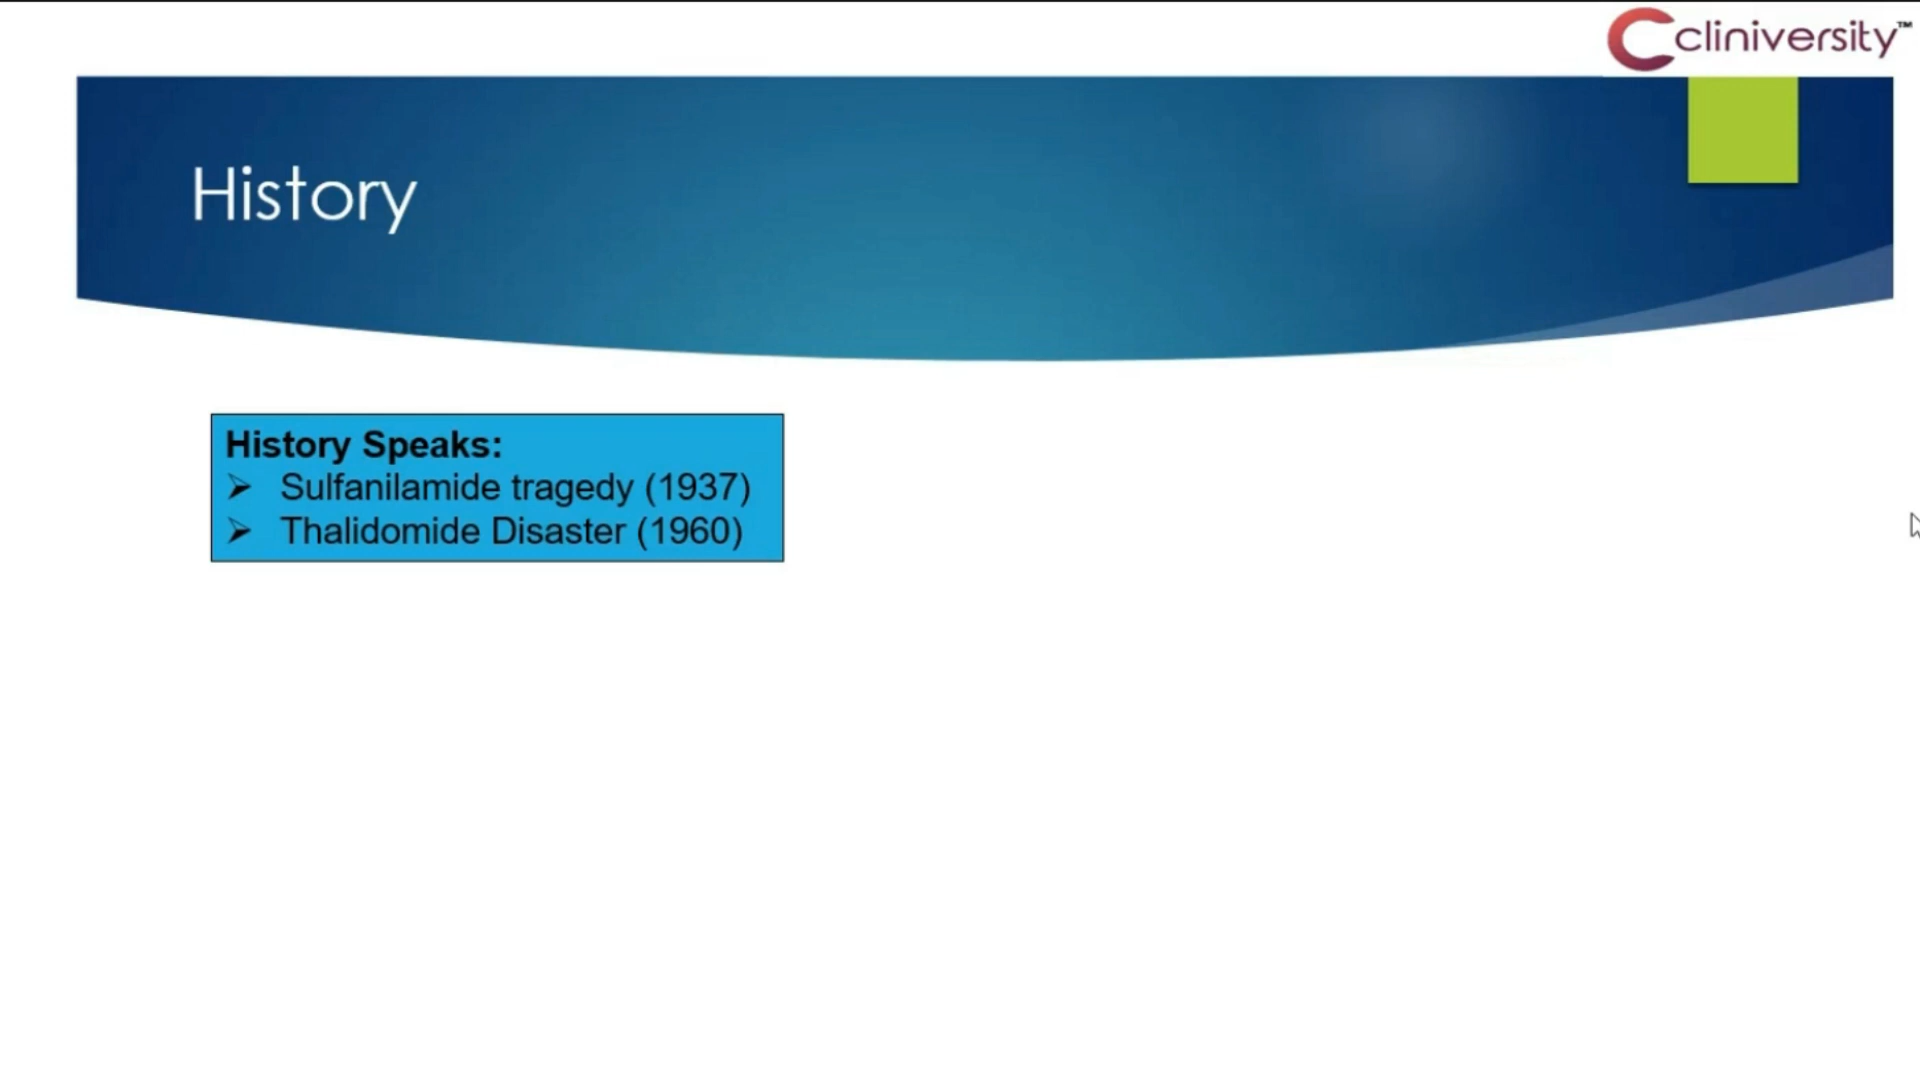 cliniversity™
History
History Speaks:
➤ Sulfanilamide tragedy (1937)
➤ Thalidomide Disaster (1960)